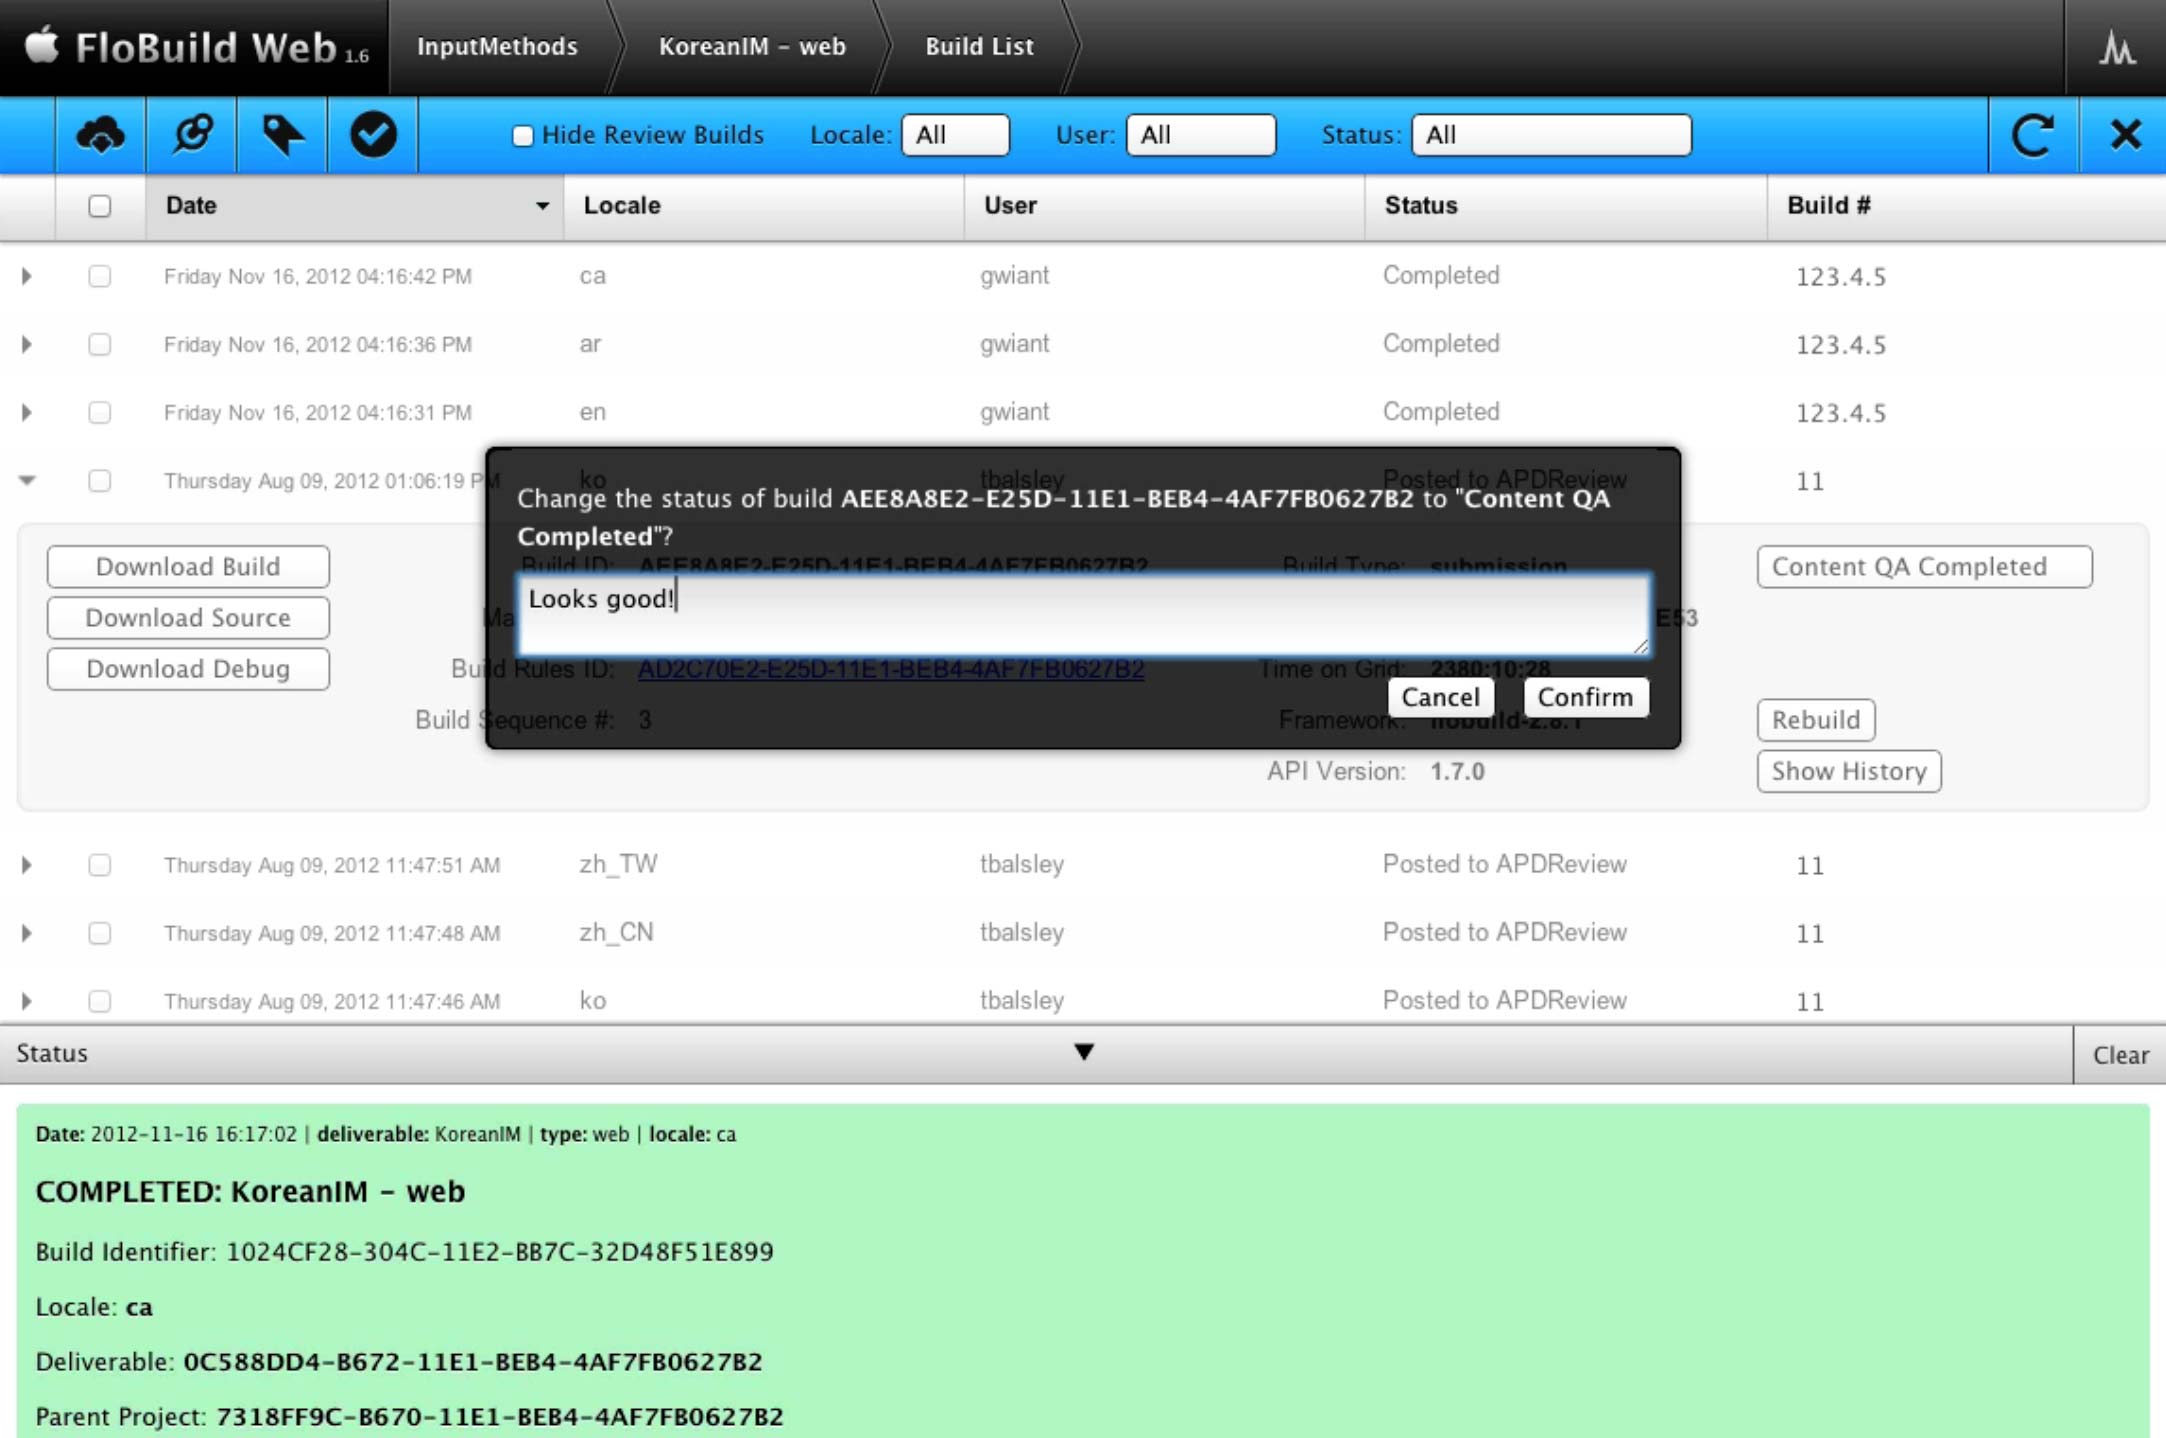 FloBuild Web 1.6
InputMethods
KoreanIM – web
Build List
Hide Review Builds
Locale: All
User: All
Status: All
Date Locale User Status Build #
Friday Nov 16, 2012 04:16:42 PM ca gwiant Completed 123.4.5
Friday Nov 16, 2012 04:16:36 PM ar gwiant Completed 123.4.5
Friday Nov 16, 2012 04:16:31 PM en gwiant Completed 123.4.5
Thursday Aug 09, 2012 01:06:19 PM ko tbalsley Posted to APDReview 11
Change the status of build AEE8A8E2-E25D-11E1-BEB4-4AF7FB0627B2 to "Content QA
Completed"?
Looks good!
Cancel Confirm
Download Build Build ID: AEE8A8E2-E25D-11E1-BEB4-4AF7FB0627B2 Build Type: submission Content QA Completed
Download Source E53
Download Debug Build Rules ID: AD2C70E2-E25D-11E1-BEB4-4AF7FB0627B2 Time on Grid: 2380:10:28
Build Sequence #: 3 Framework: flobuild-2.8.1 Rebuild
API Version: 1.7.0 Show History
Thursday Aug 09, 2012 11:47:51 AM zh_TW tbalsley Posted to APDReview 11
Thursday Aug 09, 2012 11:47:48 AM zh_CN tbalsley Posted to APDReview 11
Thursday Aug 09, 2012 11:47:46 AM ko tbalsley Posted to APDReview 11
Status Clear
Date: 2012-11-16 16:17:02 | deliverable: KoreanIM | type: web | locale: ca
COMPLETED: KoreanIM – web
Build Identifier: 1024CF28-304C-11E2-BB7C-32D48F51E899
Locale: ca
Deliverable: 0C588DD4-B672-11E1-BEB4-4AF7FB0627B2
Parent Project: 7318FF9C-B670-11E1-BEB4-4AF7FB0627B2